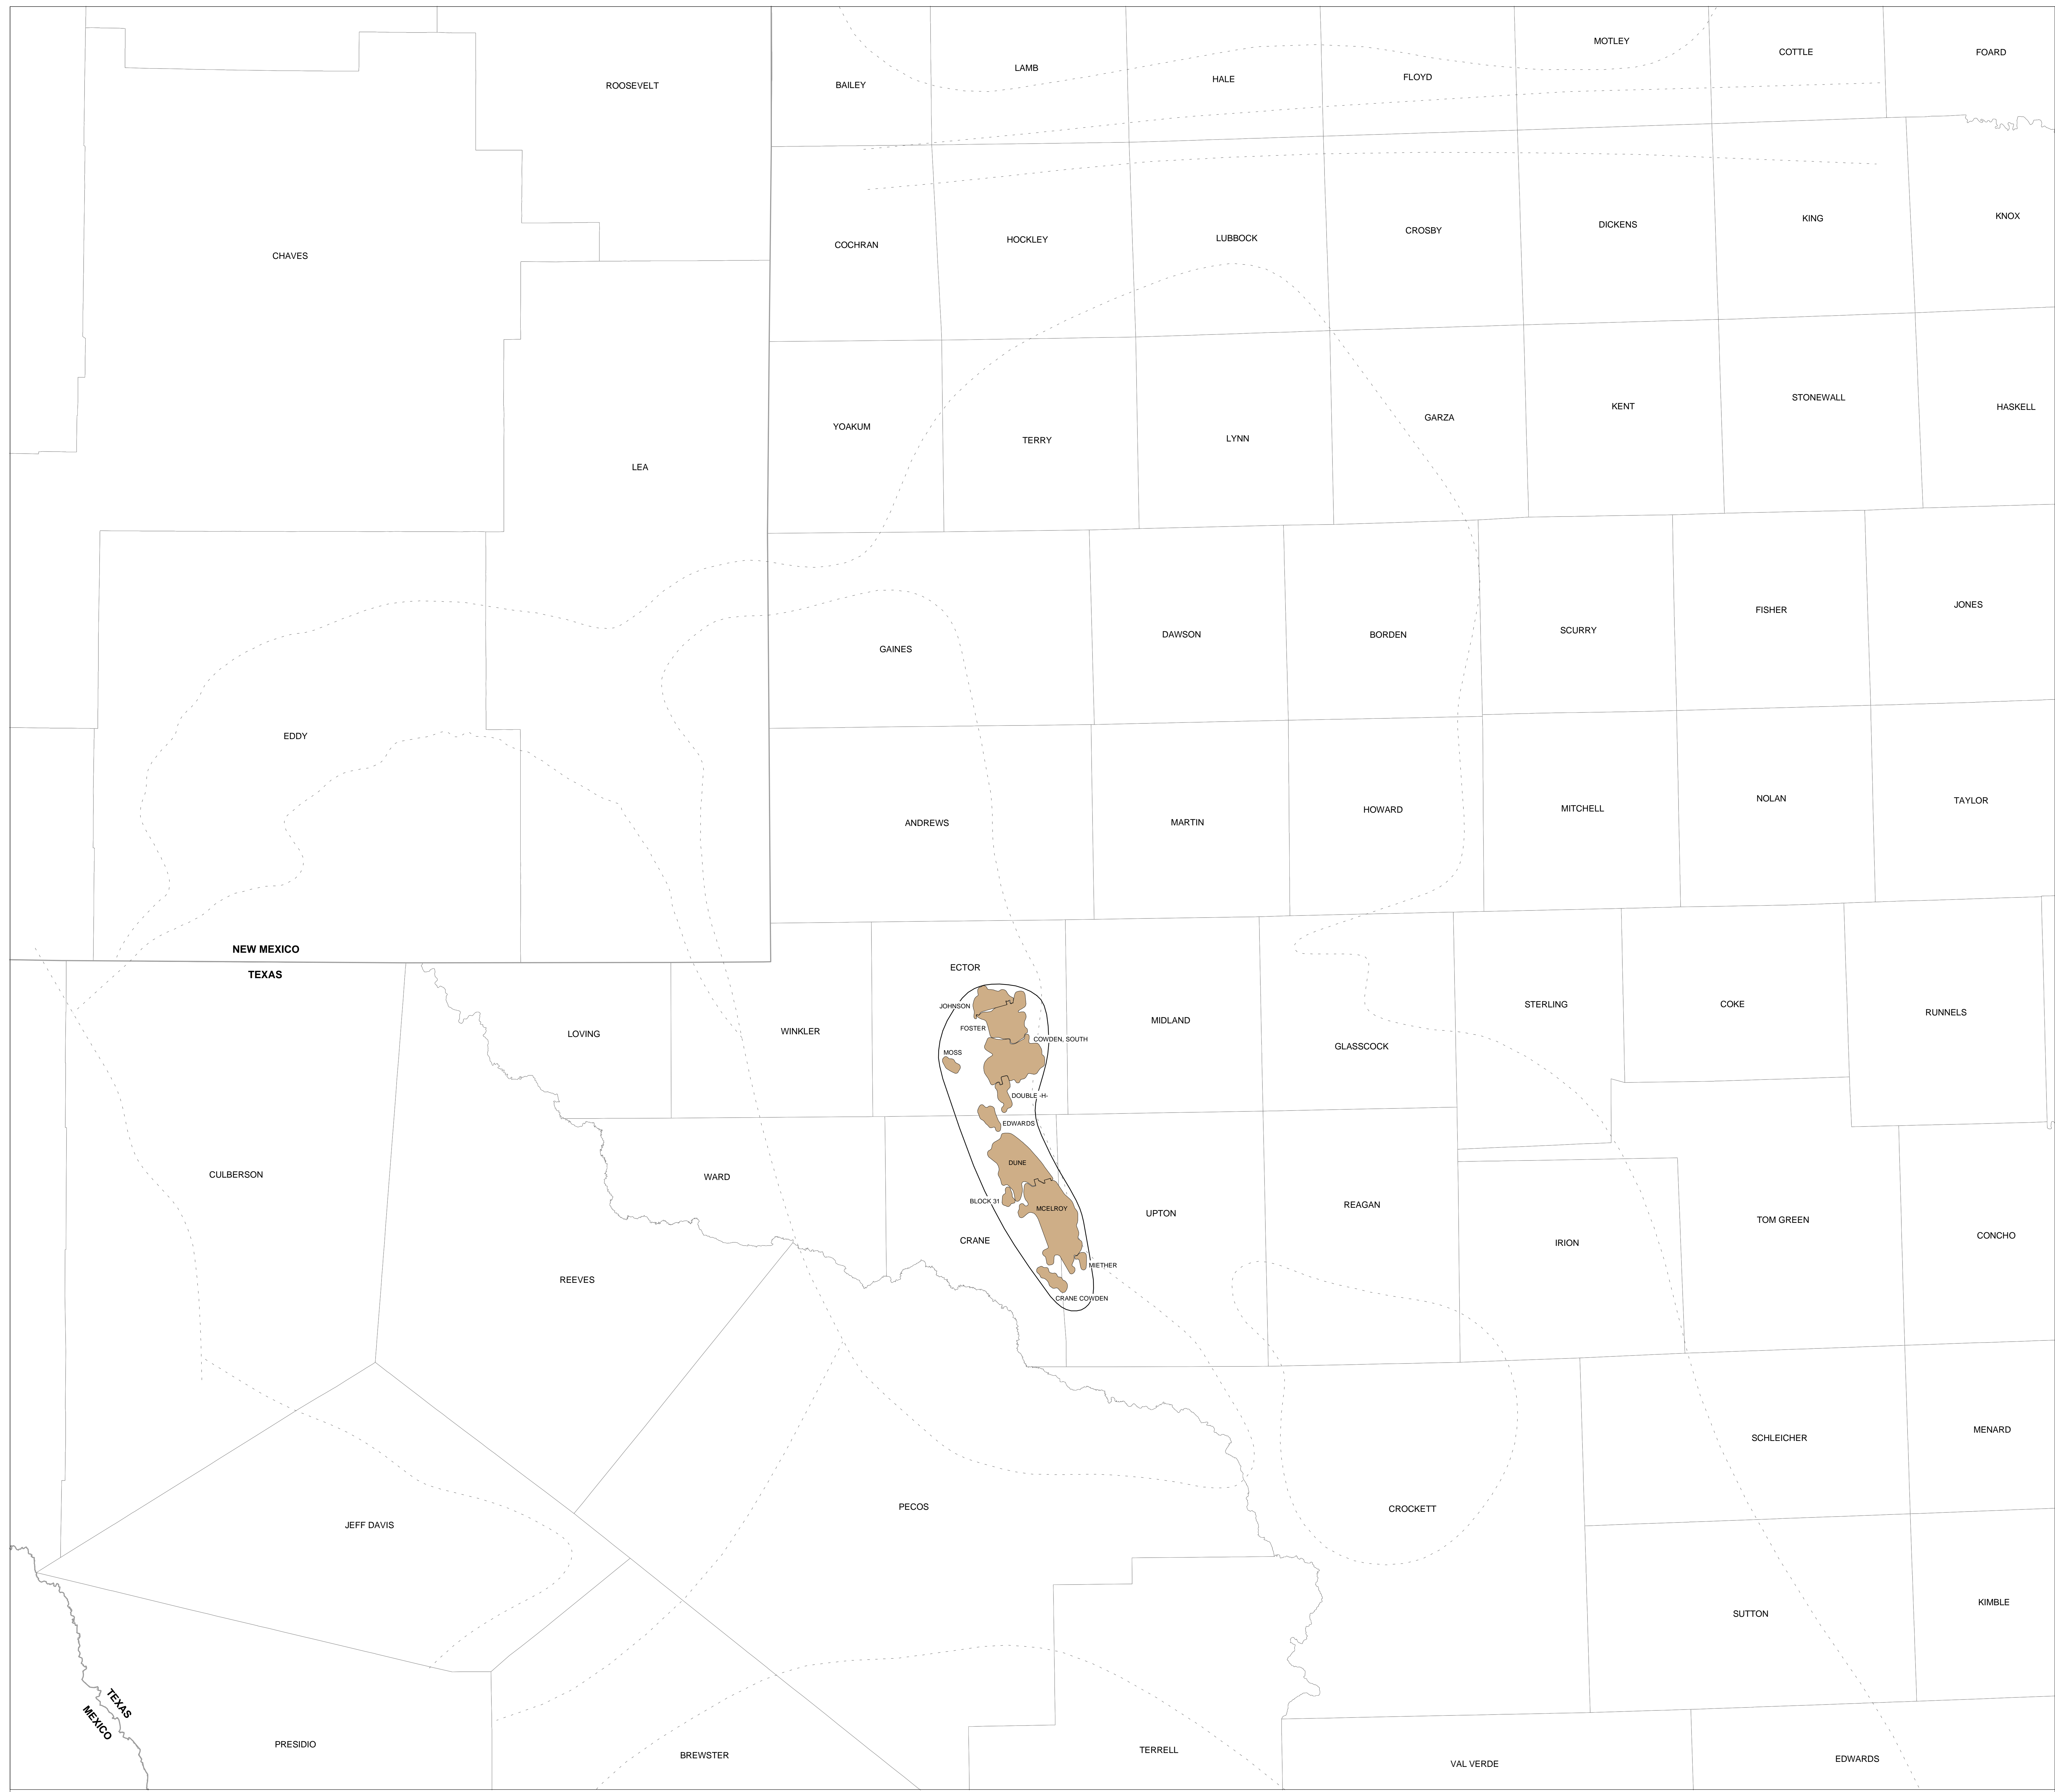 MOTLEY
COTTLE
FOARD
LAMB
HALE
FLOYD
ROOSEVELT
BAILEY
CHAVES
COCHRAN
HOCKLEY
LUBBOCK
CROSBY
DICKENS
KING
KNOX
YOAKUM
TERRY
LYNN
GARZA
KENT
STONEWALL
HASKELL
LEA
GAINES
DAWSON
BORDEN
SCURRY
FISHER
JONES
EDDY
ANDREWS
MARTIN
HOWARD
MITCHELL
NOLAN
TAYLOR
NEW MEXICO
TEXAS
ECTOR
JOHNSON
FOSTER
COWDEN, SOUTH
MOSS
DOUBLE -H-
EDWARDS
DUNE
BLOCK 31
MCELROY
MIETHER
CRANE COWDEN
LOVING
WINKLER
MIDLAND
GLASSCOCK
STERLING
COKE
RUNNELS
CULBERSON
WARD
CRANE
UPTON
REAGAN
IRION
TOM GREEN
CONCHO
REEVES
JEFF DAVIS
PECOS
CROCKETT
SCHLEICHER
MENARD
SUTTON
KIMBLE
TEXAS
MEXICO
PRESIDIO
BREWSTER
TERRELL
VAL VERDE
EDWARDS